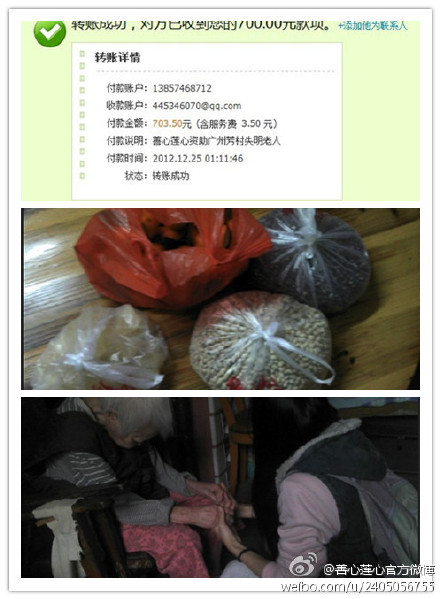 转账成功，对方已收到您的700.00元款项。 +添加他为联系人
转账详情
付款账户：13857468712
收款账户：445346070@qq.com
付款金额：703.50元 (含服务费 3.50 元)
付款说明：善心莲心资助广州芳村失明老人
付款时间：2012.12.25 01:11:46
状态：转账成功
@善心莲心官方微博
weibo.com/u/2405056755